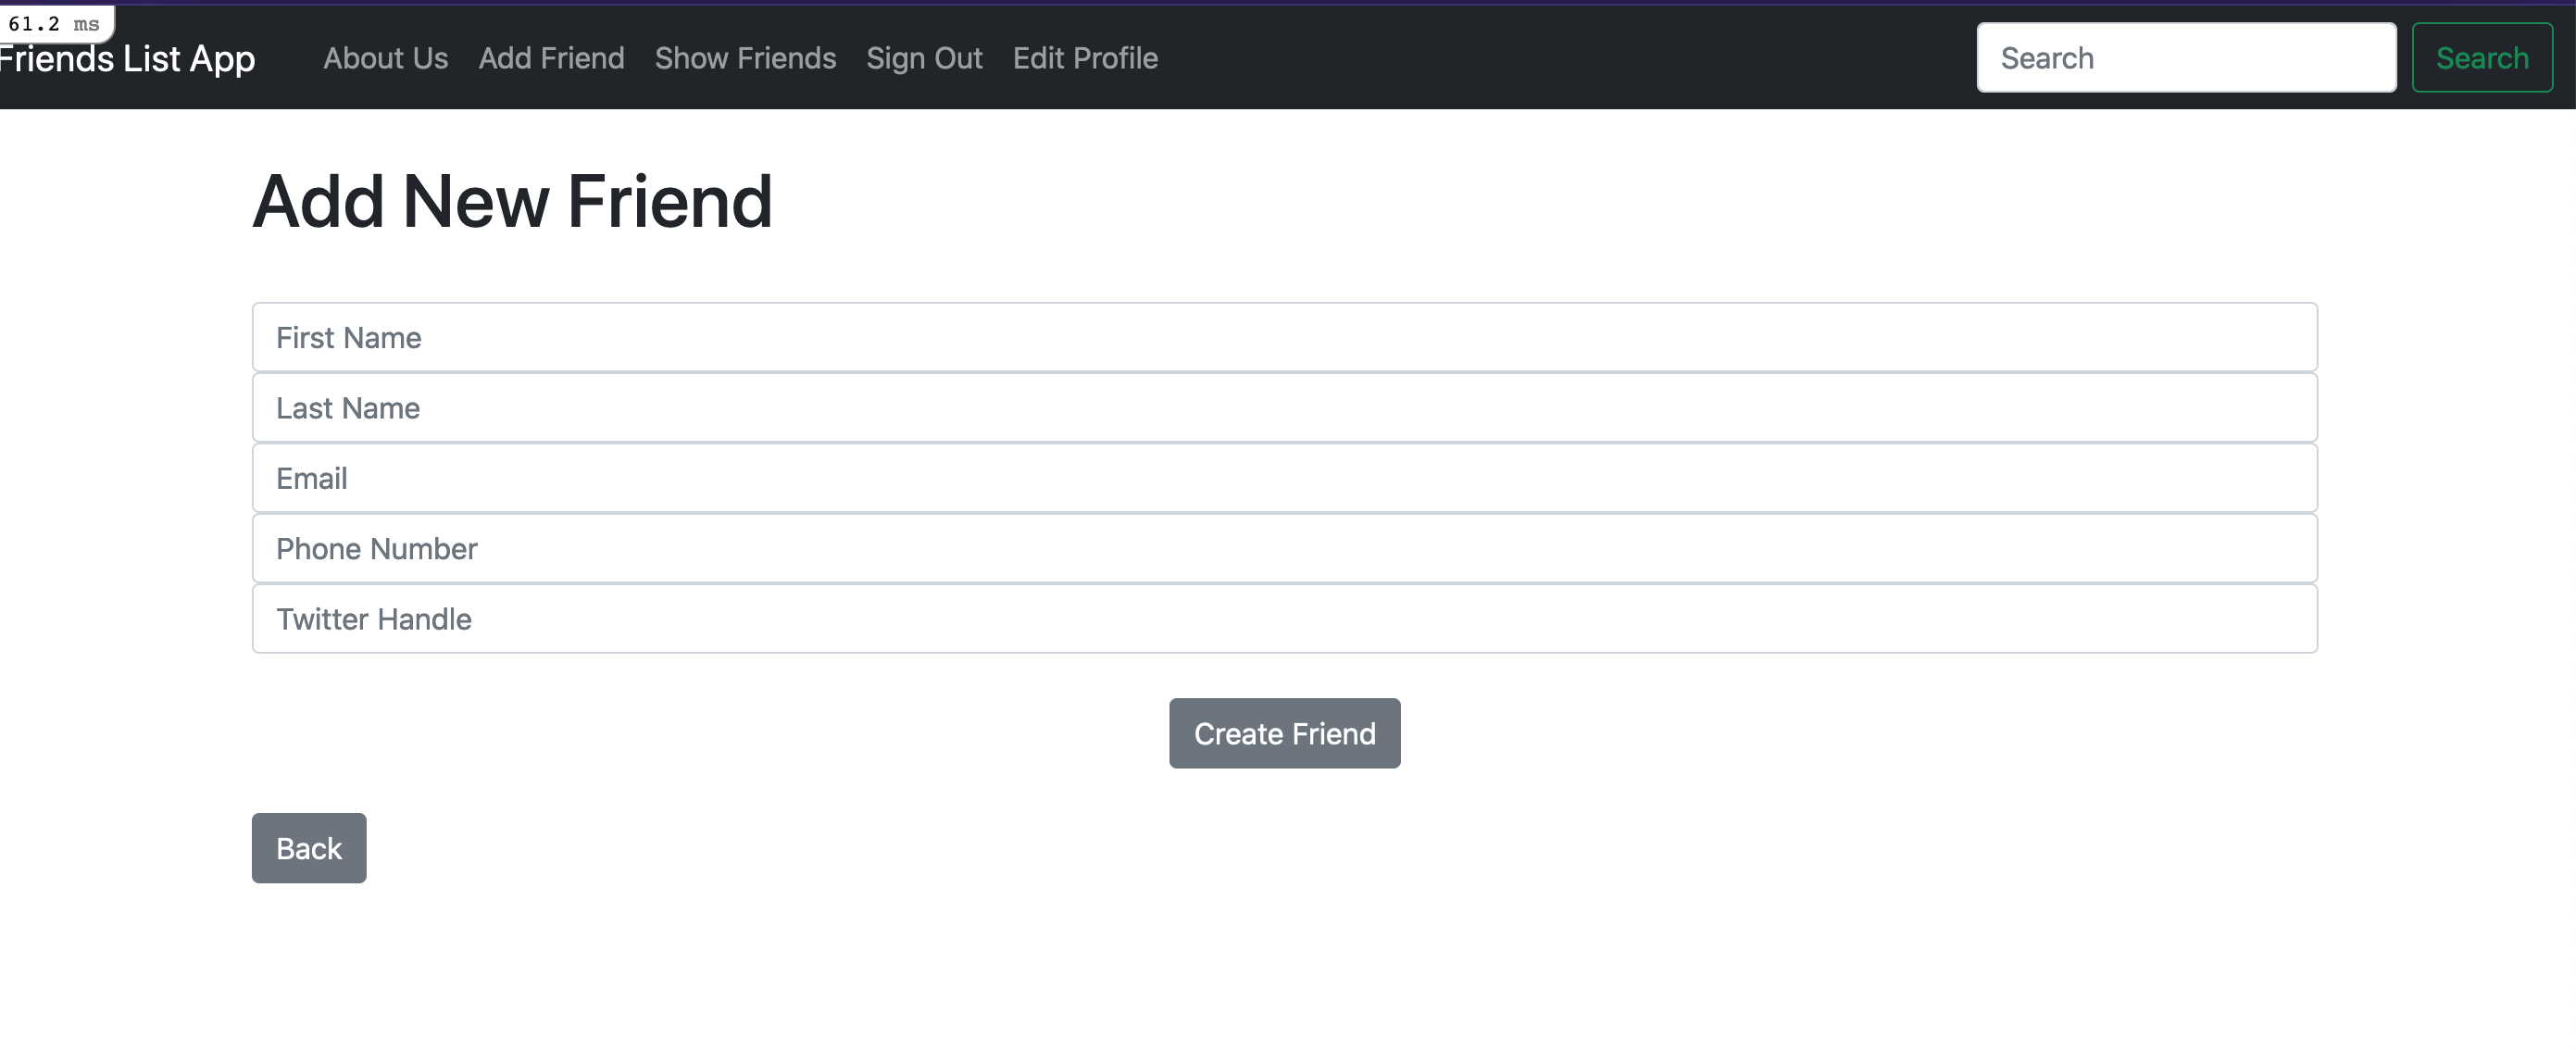 61.2 ms
Friends List App About Us Add Friend Show Friends Sign Out Edit Profile Search Search
Add New Friend
First Name
Last Name
Email
Phone Number
Twitter Handle
Create Friend
Back